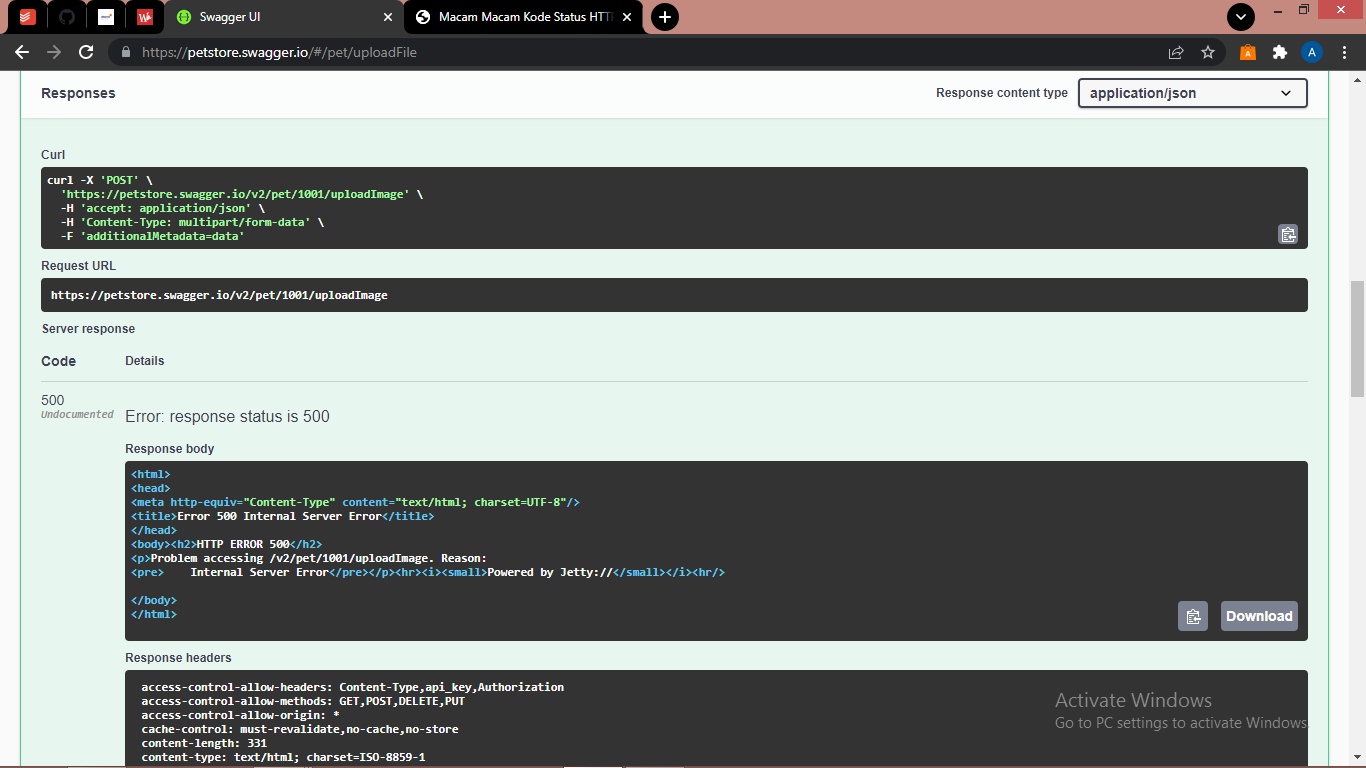 Swagger UI
Macam Macam Kode Status HTT
https://petstore.swagger.io/#/pet/uploadFile
A
A
Responses
Response content type
application/json
Curl
curl -X 'POST' \
'https://petstore.swagger.io/v2/pet/1001/uploadImage' \
-H 'accept: application/json' \
-H 'Content-Type: multipart/form-data' \
-F 'additionalMetadata=data'
Request URL
https://petstore.swagger.io/v2/pet/1001/uploadImage
Server response
Code Details
500
Undocumented
Error: response status is 500
Response body
<html>
<head>
<meta http-equiv="Content-Type" content="text/html; charset=UTF-8"/>
<title>Error 500 Internal Server Error</title>
</head>
<body><h2>HTTP ERROR 500</h2>
<p>Problem accessing /v2/pet/1001/uploadImage. Reason:
<pre>    Internal Server Error</pre></p><hr><i><small>Powered by Jetty://</small></i><hr/>
</body>
</html>
Download
Response headers
access-control-allow-headers: Content-Type,api_key,Authorization
access-control-allow-methods: GET,POST,DELETE,PUT
access-control-allow-origin: *
cache-control: must-revalidate,no-cache,no-store
content-length: 331
content-type: text/html; charset=ISO-8859-1
Activate Windows
Go to PC settings to activate Windows